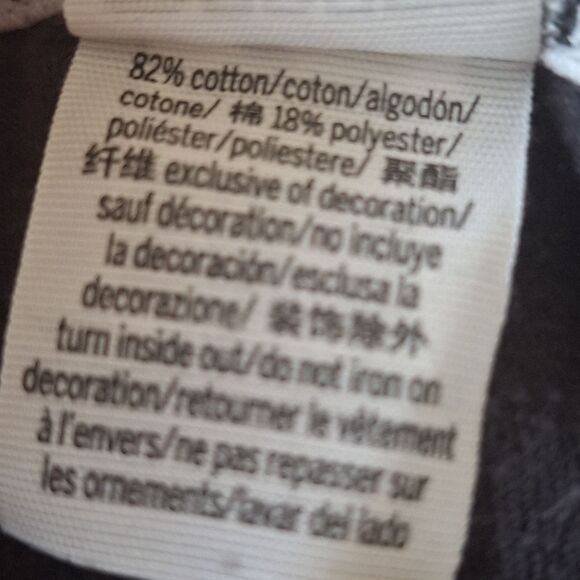 82% cotton/coton/algodón/
cotone/ 棉 18% polyester/
poliéster/poliestere/ 聚酯
纤维 exclusive of decoration/
sauf décoration/no incluye
la decoración/esclusa la
decorazione/ 装饰除外
turn inside out/do not iron on
decoration/retourner le vêtement
à l'envers/ne pas repasser sur
les ornements/lavar del lado